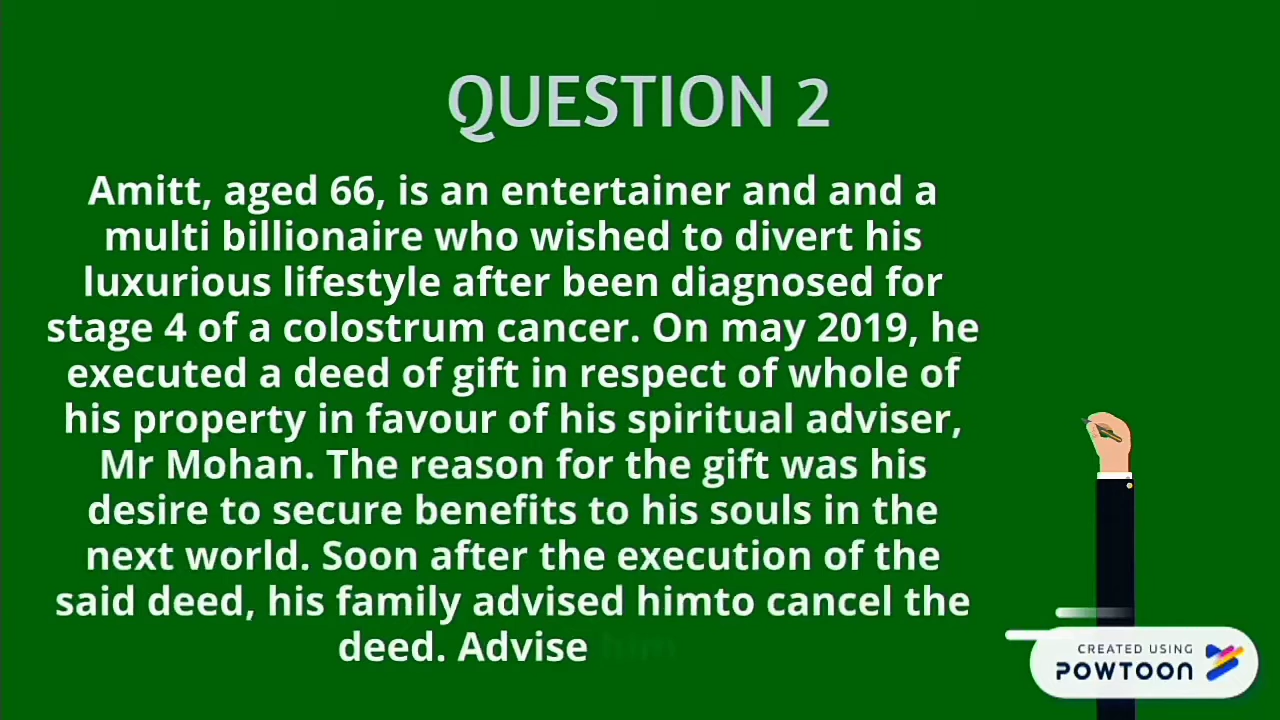 QUESTION 2
Amitt, aged 66, is an entertainer and and a
multi billionaire who wished to divert his
luxurious lifestyle after been diagnosed for
stage 4 of a colostrum cancer. On may 2019, he
executed a deed of gift in respect of whole of
his property in favour of his spiritual adviser,
Mr Mohan. The reason for the gift was his
desire to secure benefits to his souls in the
next world. Soon after the execution of the
said deed, his family advised himto cancel the
deed. Advise him
CREATED USING
POWTOON